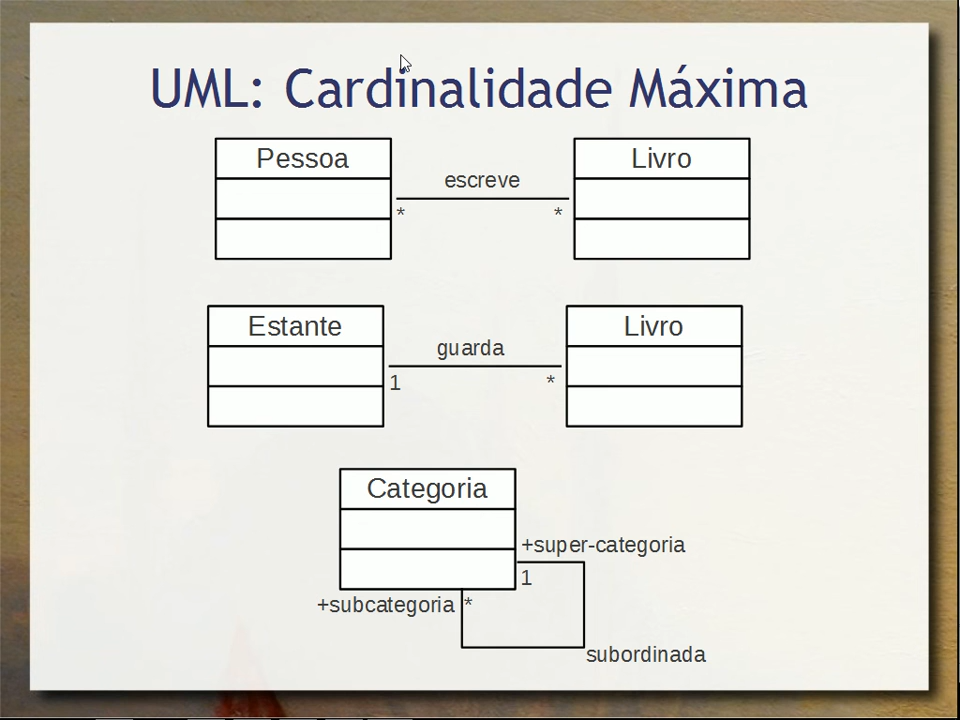 UML: Cardinalidade Máxima
Pessoa
escreve
Livro
*
*
Estante
guarda
Livro
1
*
Categoria
+super-categoria
1
+subcategoria
*
subordinada